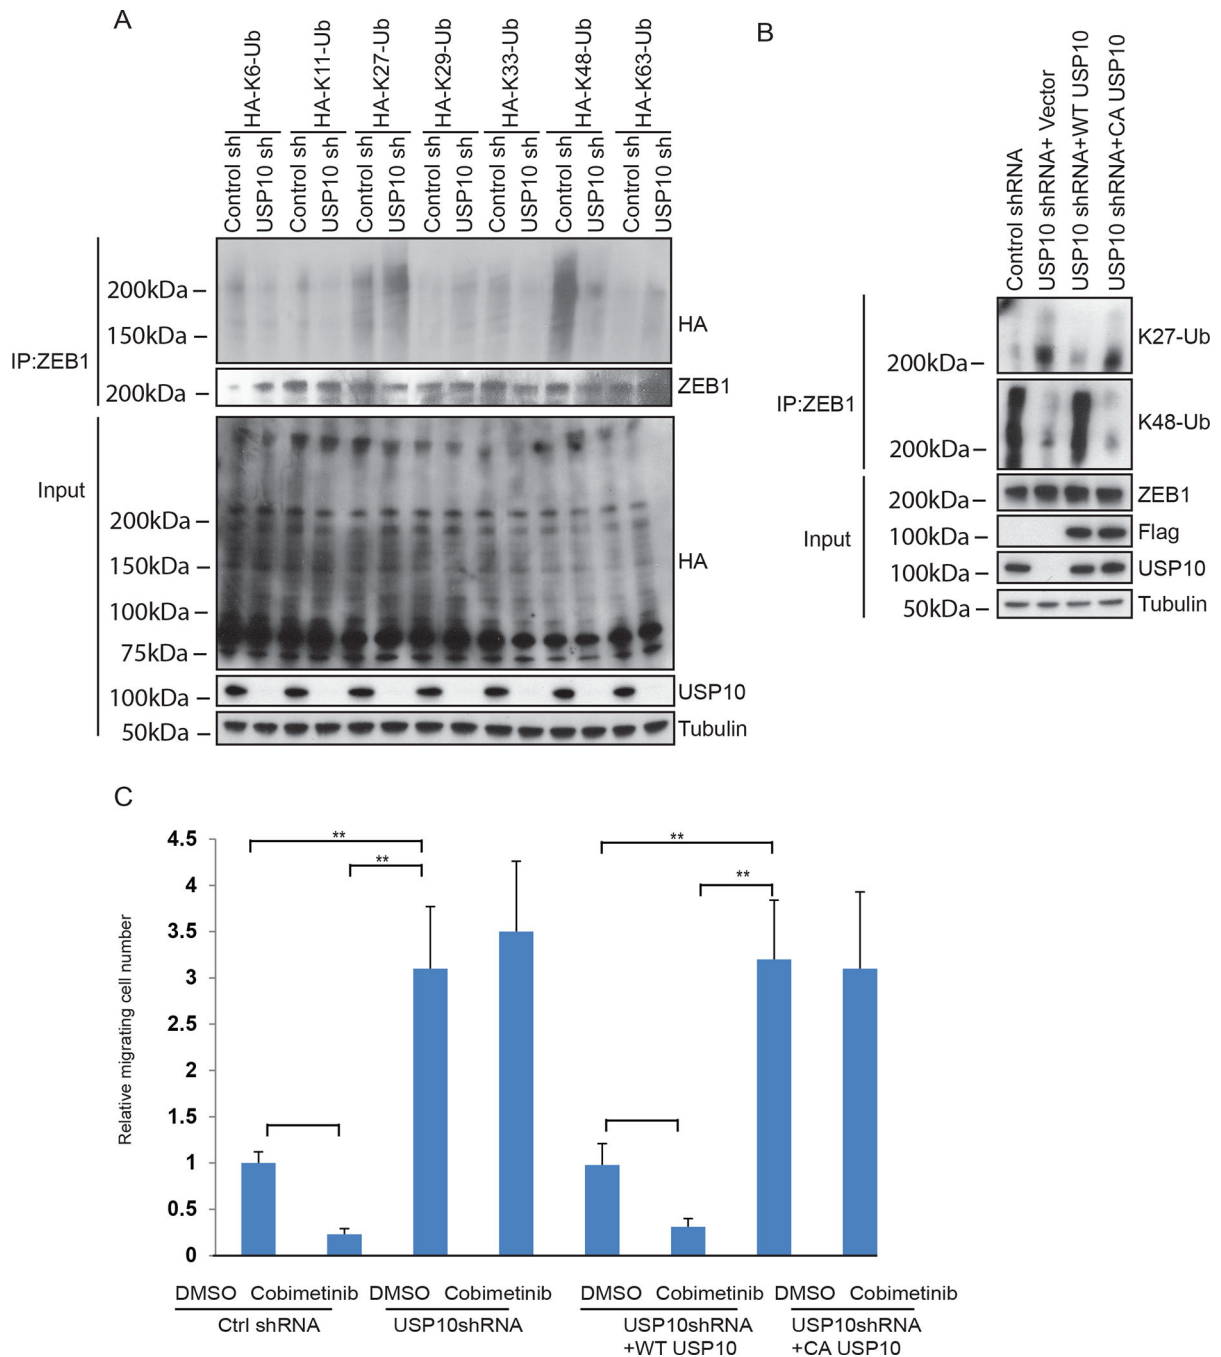 A
HA-K6-Ub
HA-K11-Ub
HA-K27-Ub
HA-K29-Ub
HA-K33-Ub
HA-K48-Ub
HA-K63-Ub
Control sh
USP10 sh
Control sh
USP10 sh
Control sh
USP10 sh
Control sh
USP10 sh
Control sh
USP10 sh
Control sh
USP10 sh
Control sh
USP10 sh
IP:ZEB1
200kDa
150kDa
HA
200kDa
ZEB1
Input
200kDa
150kDa
100kDa
75kDa
HA
100kDa
USP10
50kDa
Tubulin
B
Control shRNA
USP10 shRNA+ Vector
USP10 shRNA+WT USP10
USP10 shRNA+CA USP10
IP:ZEB1
200kDa
K27-Ub
200kDa
K48-Ub
Input
200kDa
ZEB1
100kDa
Flag
100kDa
USP10
50kDa
Tubulin
C
Relative migrating cell number
4.5
4
3.5
3
2.5
2
1.5
1
0.5
0
**
**
**
**
DMSO Cobimetinib DMSO Cobimetinib DMSO Cobimetinib DMSO Cobimetinib
Ctrl shRNA
USP10shRNA
USP10shRNA
+WT USP10
USP10shRNA
+CA USP10